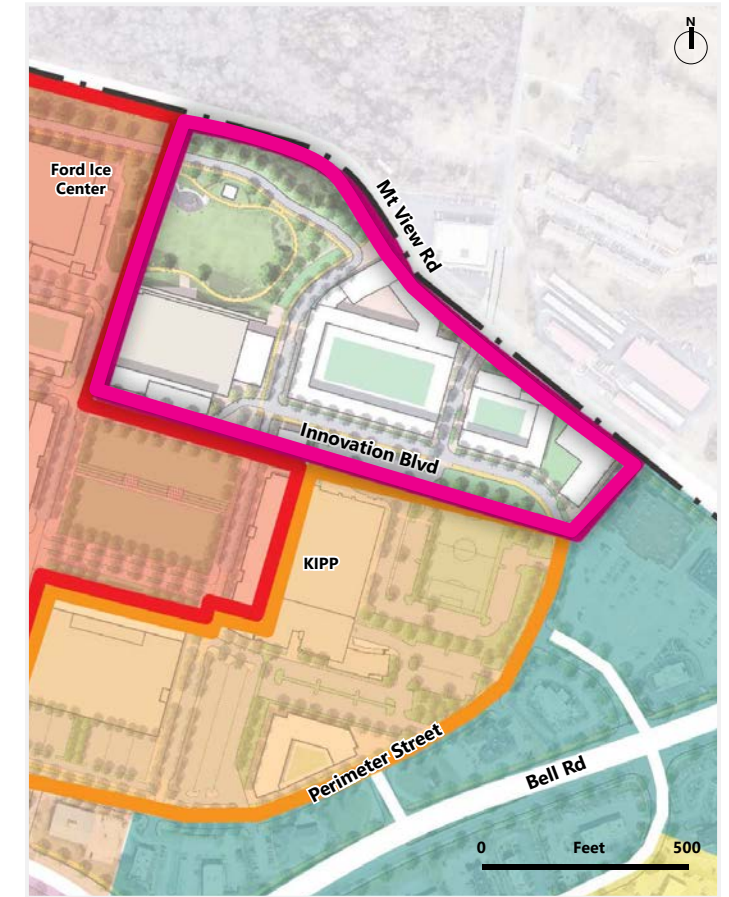 N
Ford Ice
Center
Mt View Rd
Innovation Blvd
KIPP
Perimeter Street
Bell Rd
0 Feet 500